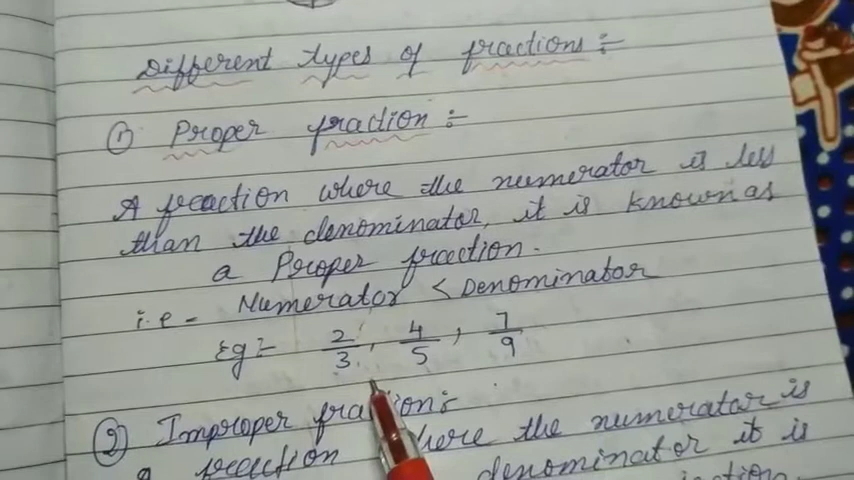 Different types of fractions :-
① Proper fraction :-
A fraction where the numerator is less
than the denominator, it is known as
a Proper fraction.
i.e - Numerator < Denominator
Eg :- 2/3, 4/5, 7/9
② Improper fraction :-
A fraction where the numerator is
denominator it is